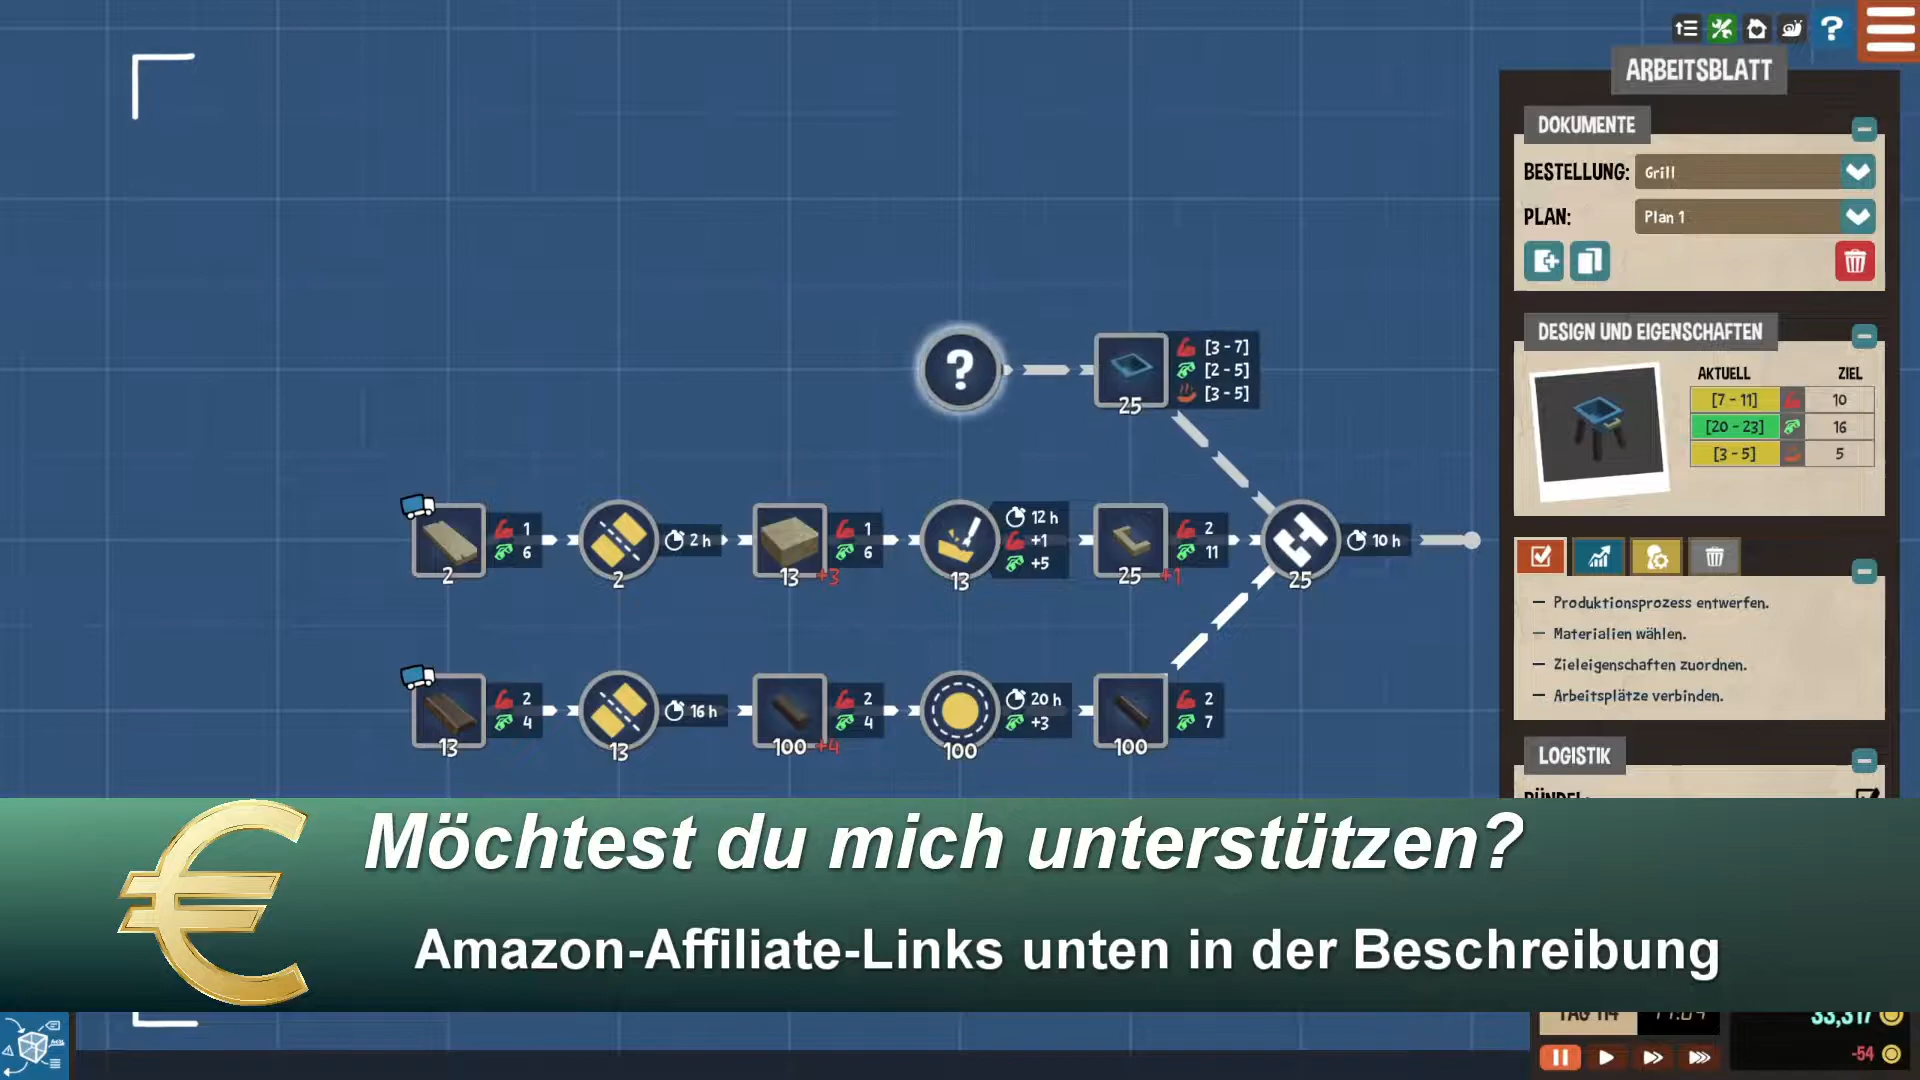 ARBEITSBLATT
DOKUMENTE
BESTELLUNG: Grill
PLAN: Plan 1
DESIGN UND EIGENSCHAFTEN
AKTUELL ZIEL
[7 - 11] 10
[20 - 23] 16
[3 - 5] 5
? 25 [3 - 7]
[2 - 5]
[3 - 5]
2 1 6
2 2 h
13 +3 1 6
13 12 h +1 +5
25 +1 2 11
25 10 h
13 2 4
13 16 h
100 +4 2 4
100 20 h +3
100 2 7
– Produktionsprozess entwerfen.
– Materialien wählen.
– Zieleigenschaften zuordnen.
– Arbeitsplätze verbinden.
LOGISTIK
Möchtest du mich unterstützen?
Amazon-Affiliate-Links unten in der Beschreibung
TAG 114
33,317
-54